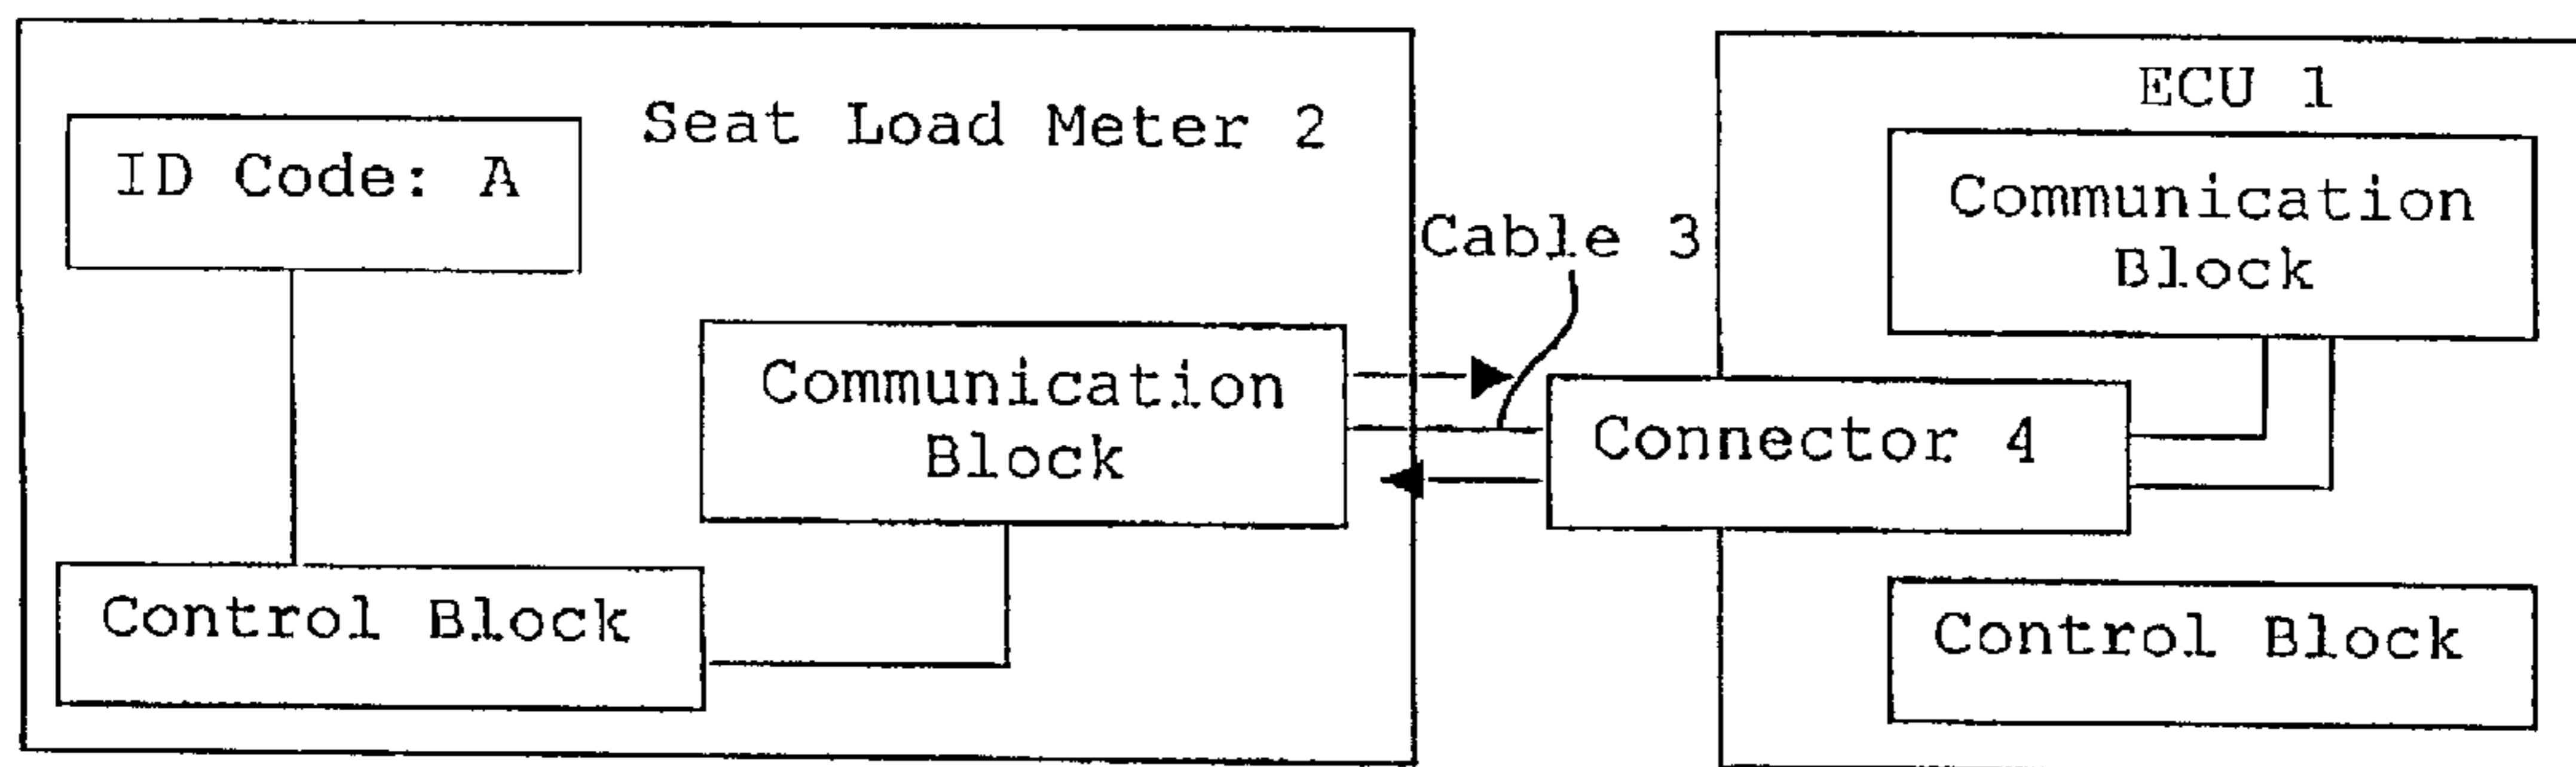 Seat Load Meter 2
ID Code: A
Communication
Block
Control Block
Cable 3
ECU 1
Communication
Block
Connector 4
Control Block